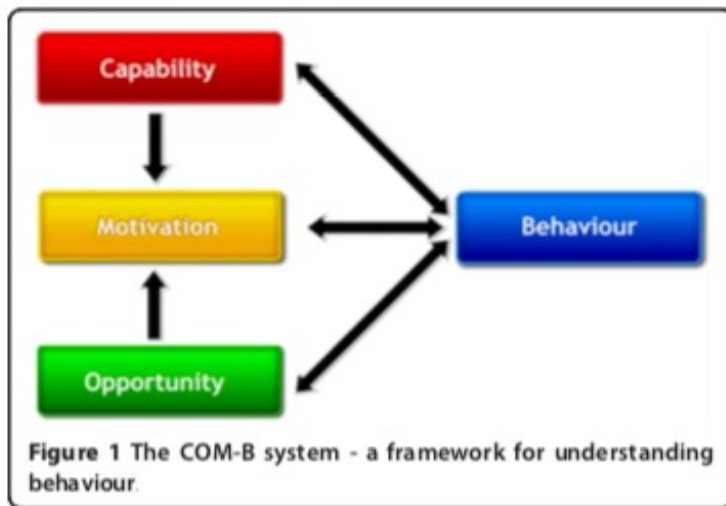 Capability
Motivation
Behaviour
Opportunity
Figure 1 The COM-B system - a framework for understanding
behaviour.